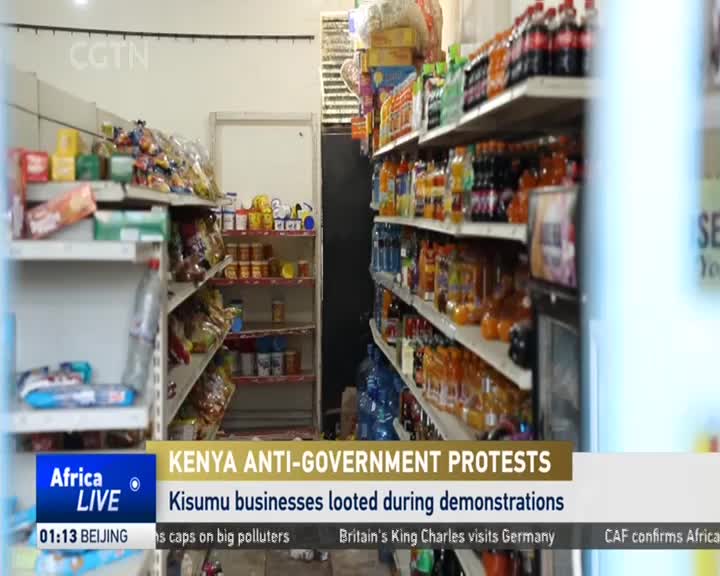 CGTN
KENYA ANTI-GOVERNMENT PROTESTS
Africa
LIVE
Kisumu businesses looted during demonstrations
01:13 BEIJING
ns caps on big polluters
Britain's King Charles visits Germany
CAF confirms Africa